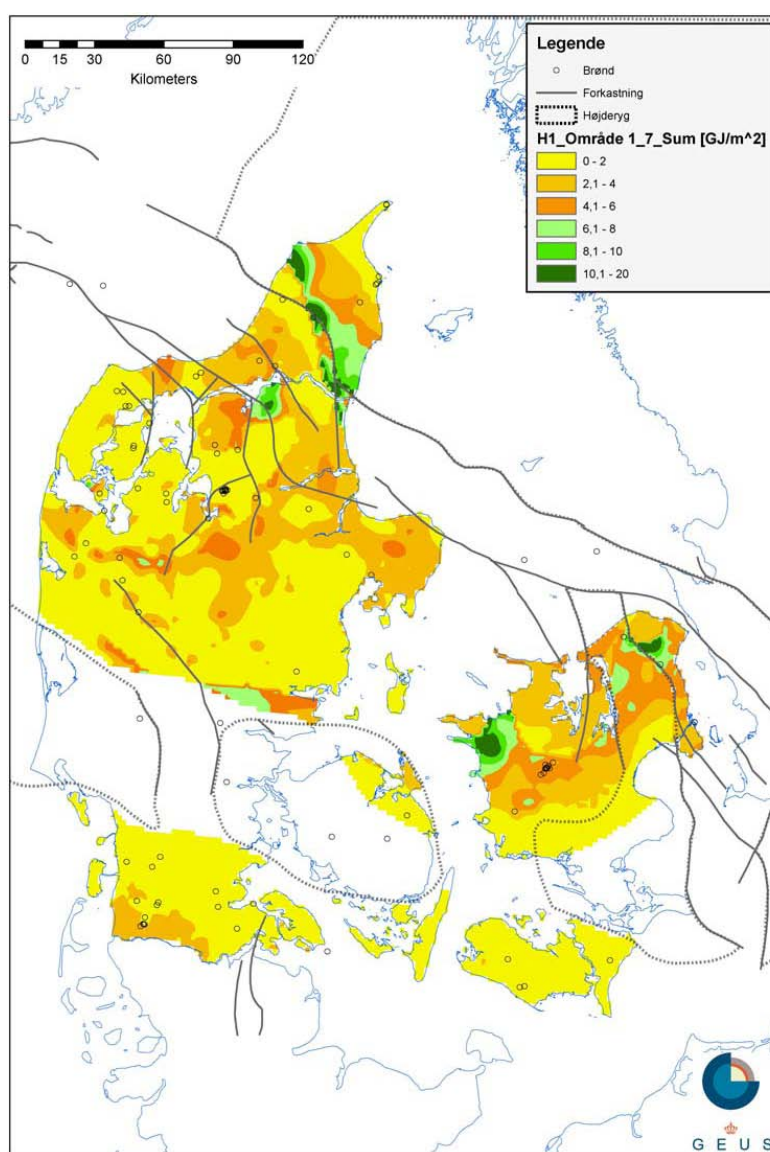 0 15 30 60 90 120
Kilometers
Legende
Brønd
Forkastning
Højderyg
H1_Område 1_7_Sum [GJ/m^2]
0 - 2
2,1 - 4
4,1 - 6
6,1 - 8
8,1 - 10
10,1 - 20
G E U S